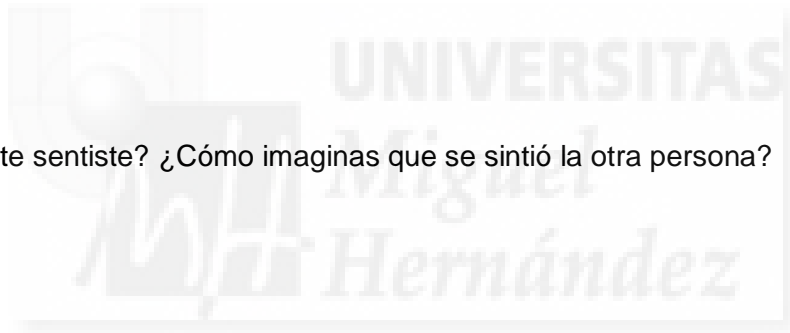 UNIVERSITAS
te sentiste? ¿Cómo imaginas que se sintió la otra persona?
Miguel
Hernández